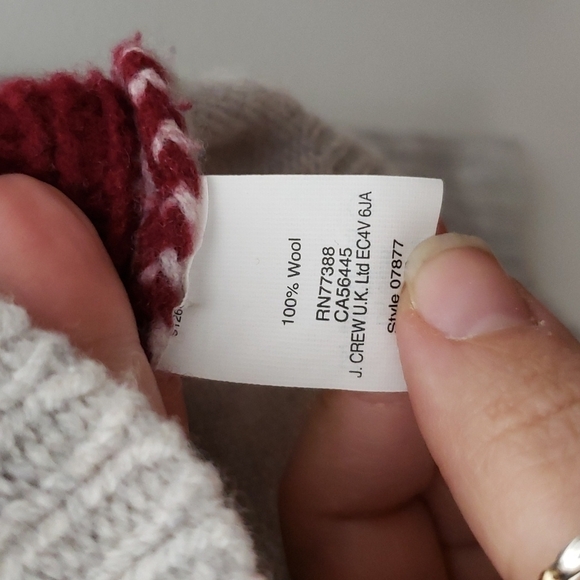 100% Wool
RN77388
CA56445
J. CREW U.K. Ltd EC4V 6JA
Style 07877